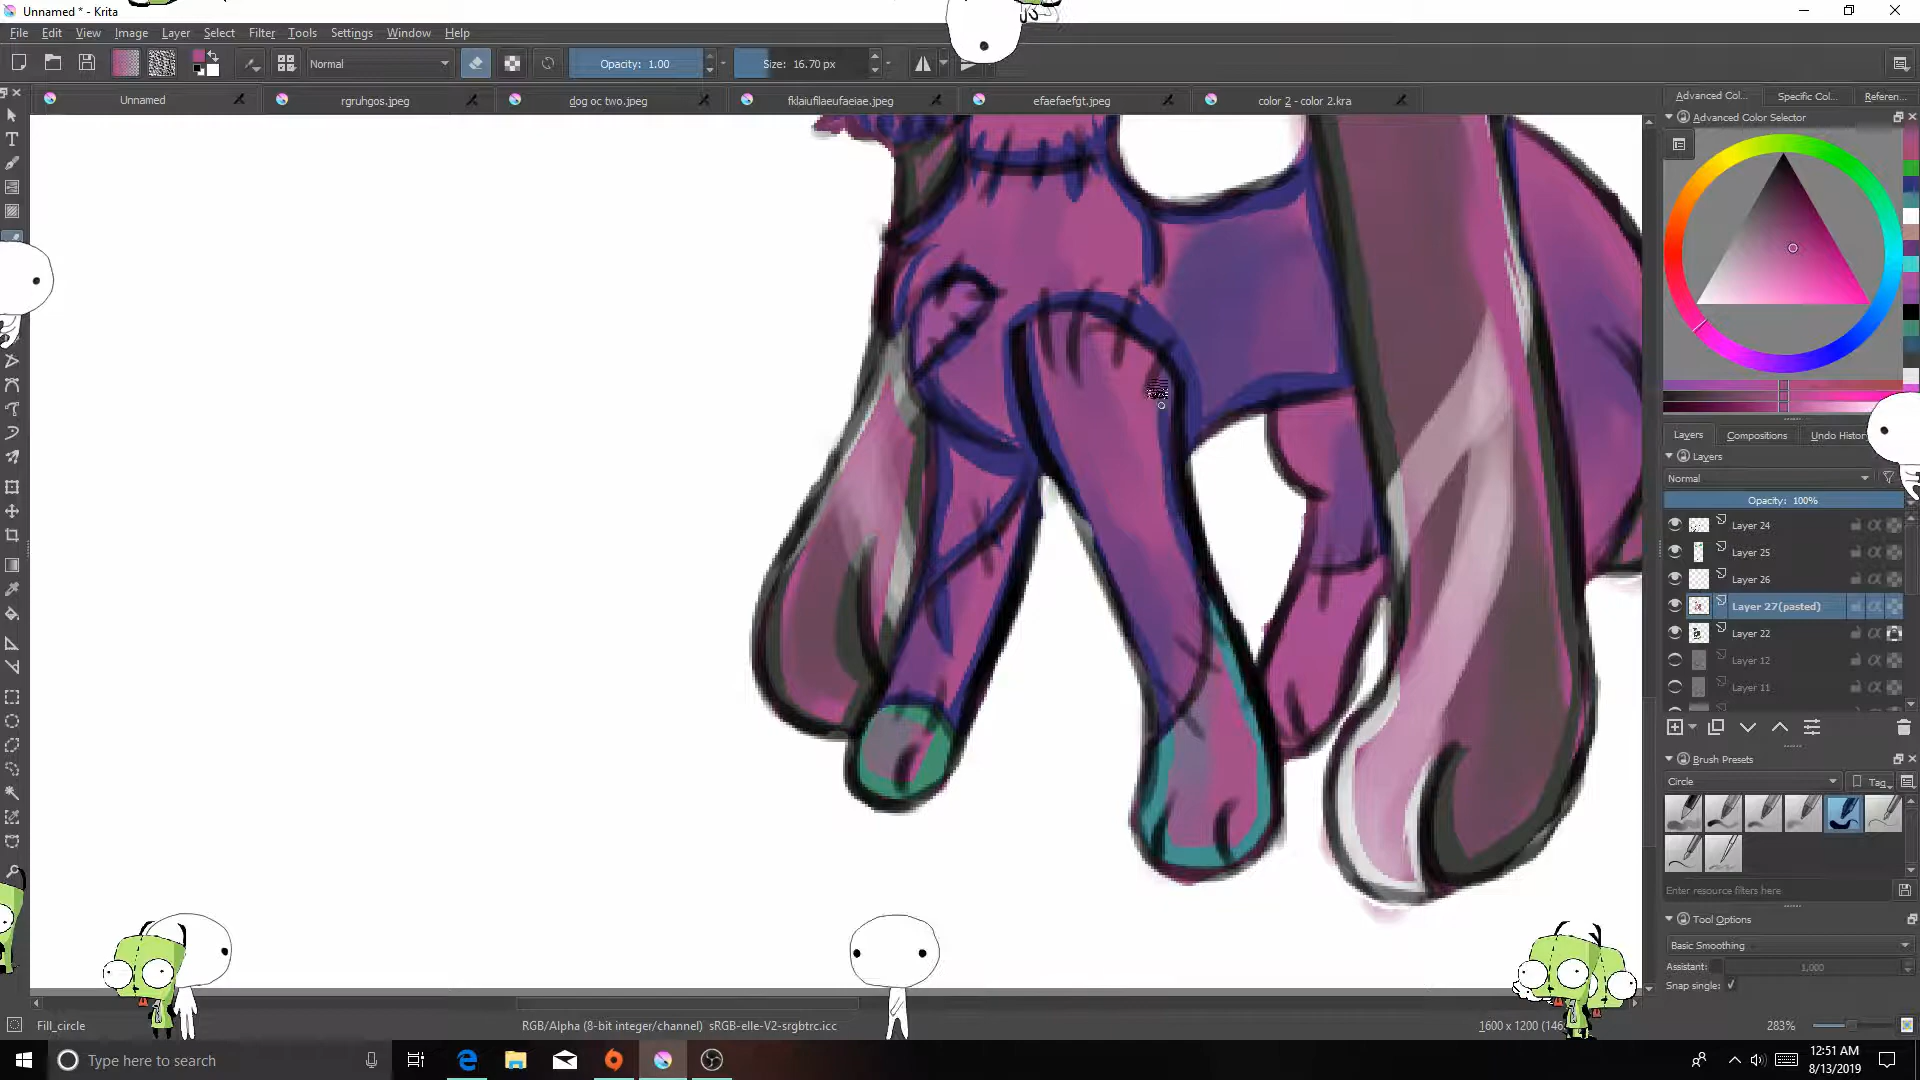 Unnamed * - Krita
File Edit View Image Layer Select Filter Tools Settings Window Help
Normal Opacity: 1.00 Size: 16.70 px
Unnamed rgruhgos.jpeg dog oc two.jpeg fklaiuflaeufaeiae.jpeg efaefaefgt.jpeg color 2 - color 2.kra
Advanced Col... Specific Col... Referen...
Advanced Color Selector
Layers Compositions Undo Histor
Layers
Normal
Opacity: 100%
Layer 24
Layer 25
Layer 26
Layer 27(pasted)
Layer 22
Layer 12
Layer 11
Brush Presets
Circle Tag
Enter resource filters here
Tool Options
Basic Smoothing
Assistant: 1,000
Snap single:
Fill_circle RGB/Alpha (8-bit integer/channel) sRGB-elle-V2-srgbtrc.icc 1600 x 1200 (146 283%
Type here to search
12:51 AM
8/13/2019